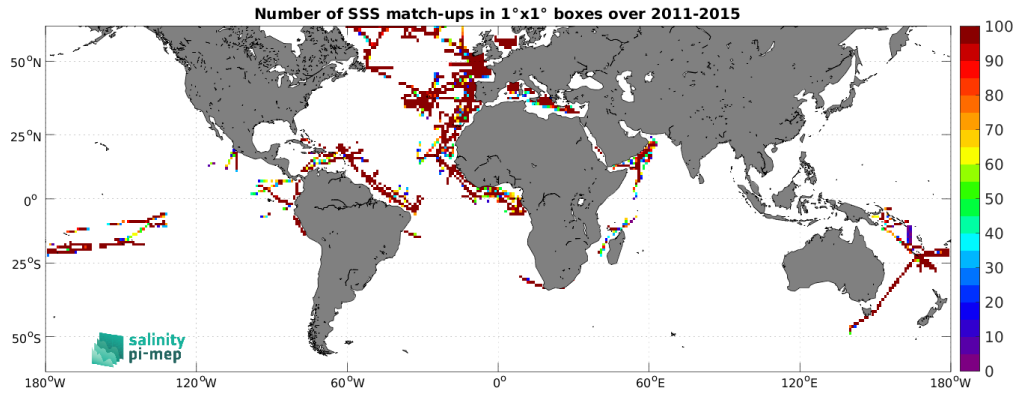 Number of SSS match-ups in 1°x1° boxes over 2011-2015
50°N
25°N
0°
25°S
50°S
180°W
120°W
60°W
0°
60°E
120°E
180°W
100
90
80
70
60
50
40
30
20
10
0
salinity
pi-mep